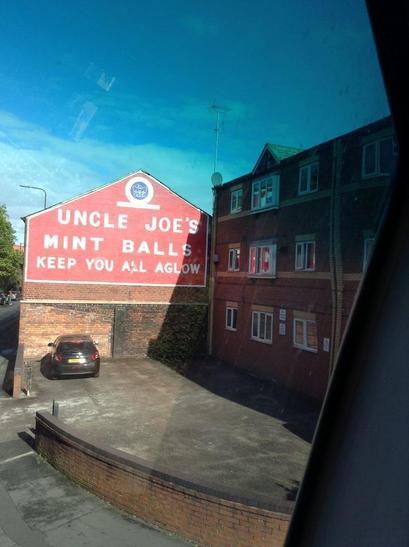 UNCLE JOE'S
MINT BALLS
KEEP YOU ALL AGLOW